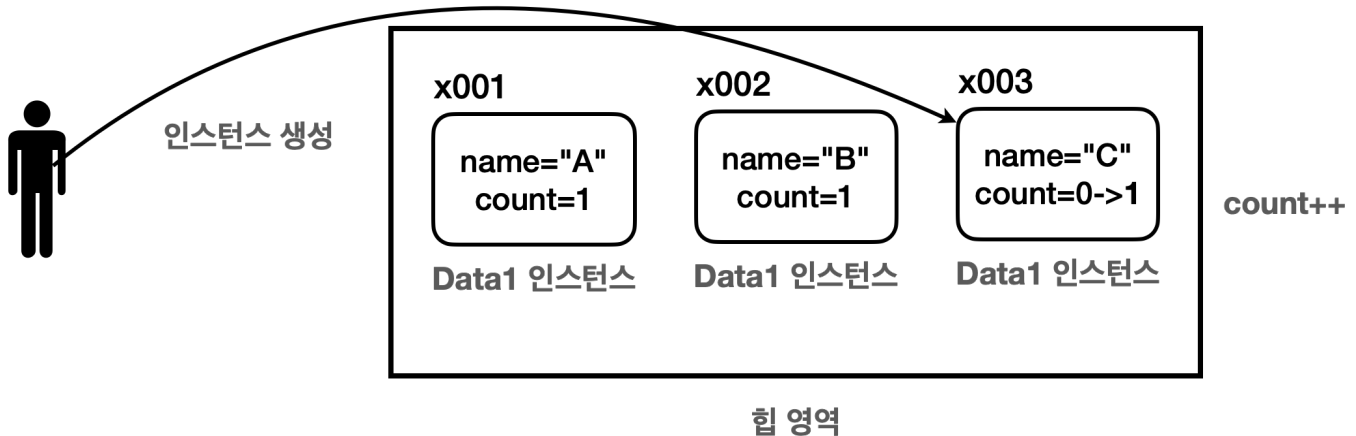 인스턴스 생성
x001
name="A"
count=1
Data1 인스턴스
x002
name="B"
count=1
Data1 인스턴스
x003
name="C"
count=0->1
Data1 인스턴스
count++
힙 영역